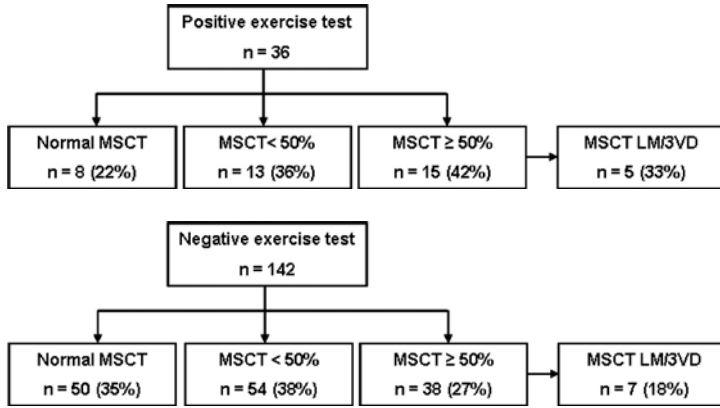 Positive exercise test
n = 36
Normal MSCT
n = 8 (22%)
MSCT< 50%
n = 13 (36%)
MSCT ≥ 50%
n = 15 (42%)
MSCT LM/3VD
n = 5 (33%)
Negative exercise test
n = 142
Normal MSCT
n = 50 (35%)
MSCT < 50%
n = 54 (38%)
MSCT ≥ 50%
n = 38 (27%)
MSCT LM/3VD
n = 7 (18%)